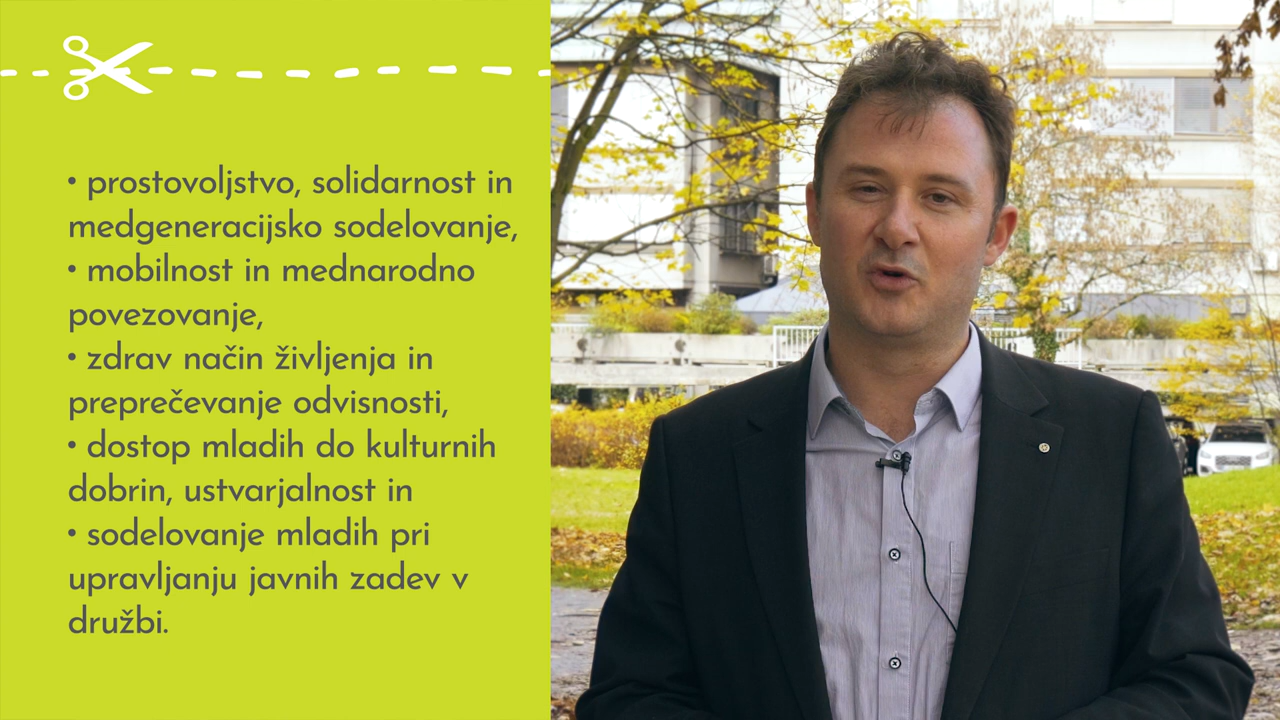 • prostovoljstvo, solidarnost in
medgeneracijsko sodelovanje,
• mobilnost in mednarodno
povezovanje,
• zdrav način življenja in
preprečevanje odvisnosti,
• dostop mladih do kulturnih
dobrin, ustvarjalnost in
• sodelovanje mladih pri
upravljanju javnih zadev v
družbi.